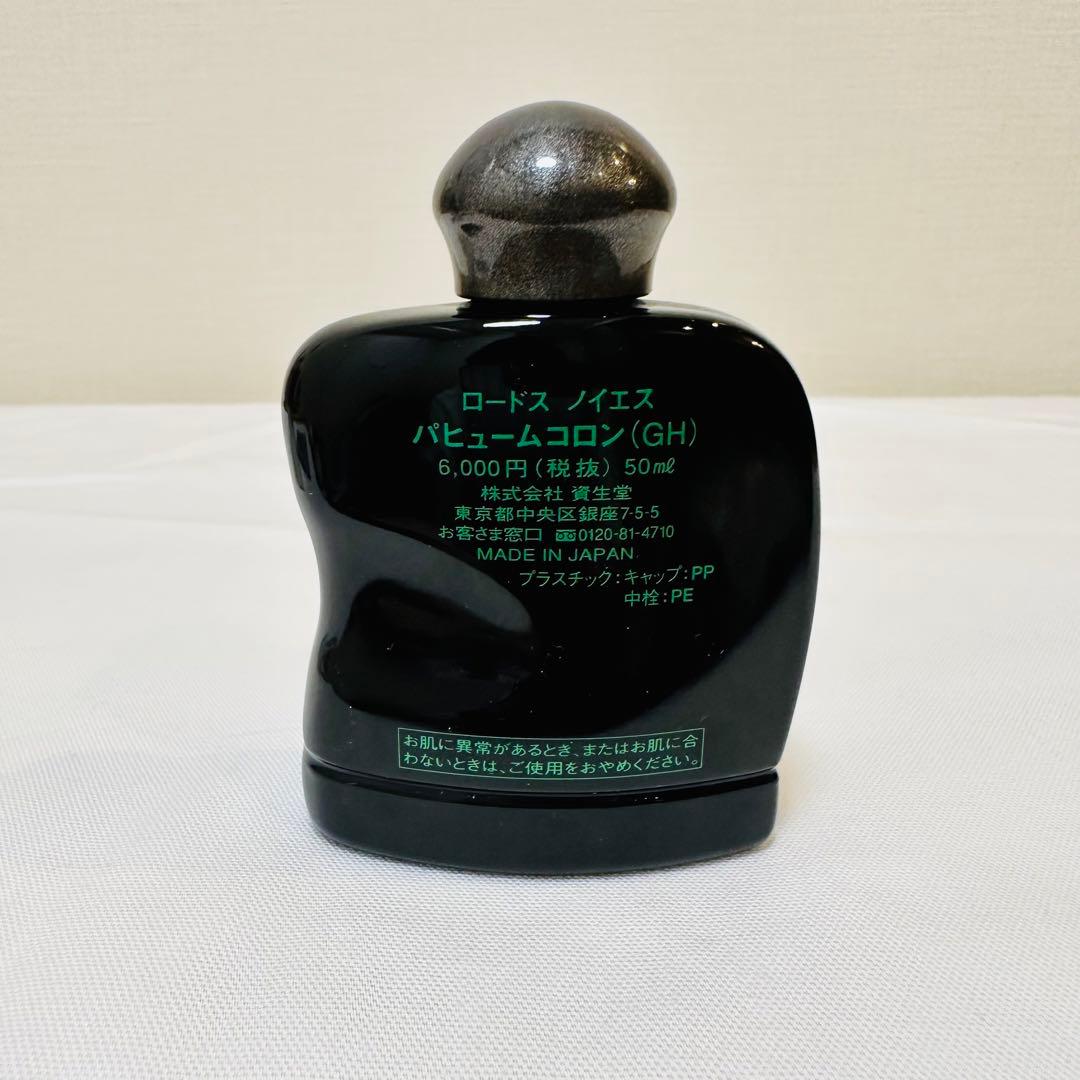 ロードス ノイエス
パヒュームコロン(GH)
6,000円(税抜) 50㎖
株式会社 資生堂
東京都中央区銀座7-5-5
お客さま窓口 0120-81-4710
MADE IN JAPAN
プラスチック:キャップ:PP
中栓:PE
お肌に異常があるとき、またはお肌に合
わないときは、ご使用をおやめください。